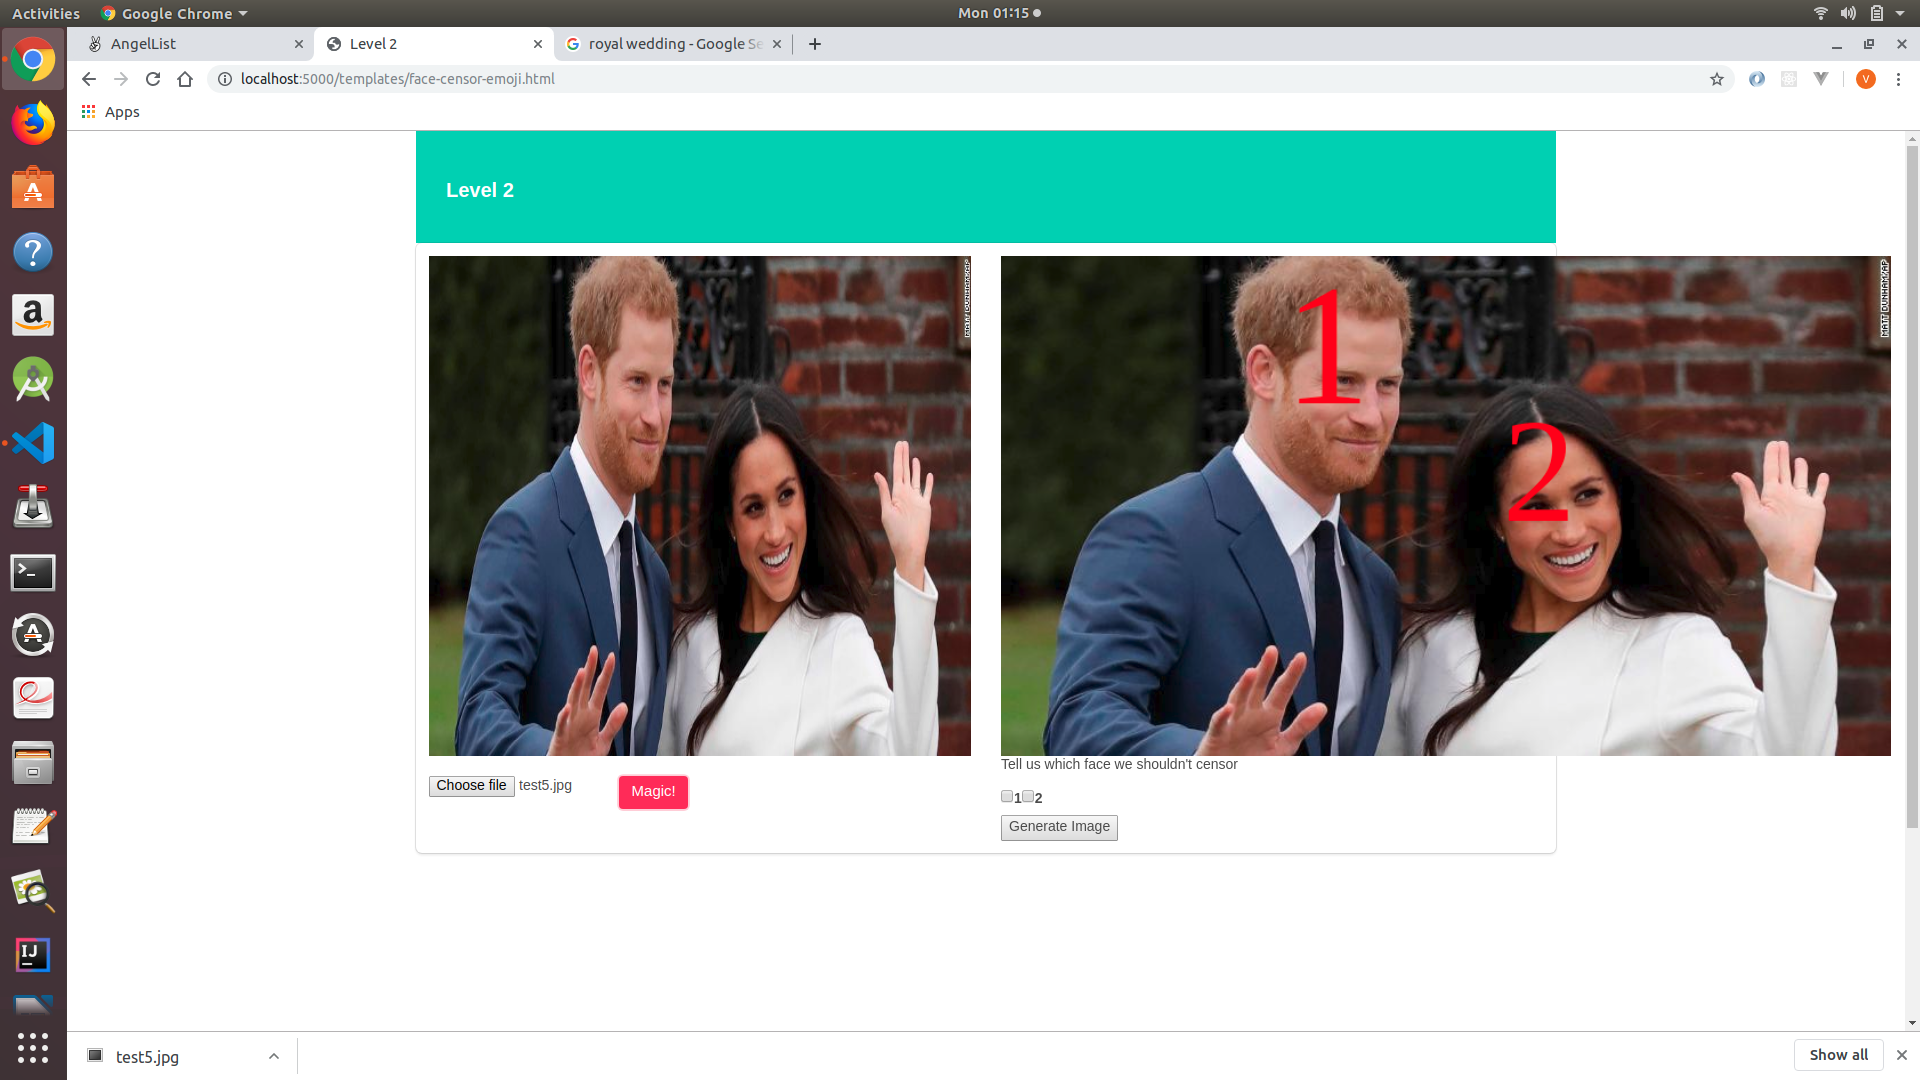 Activities
Google Chrome
Mon 01:15
AngelList
Level 2
royal wedding - Google Se
localhost:5000/templates/face-censor-emoji.html
V
Apps
Level 2
MATT DUNHAM/AP
MATT DUNHAM/AP
1
2
Choose file test5.jpg
Magic!
Tell us which face we shouldn't censor
1 2
Generate Image
a
IJ
test5.jpg
Show all